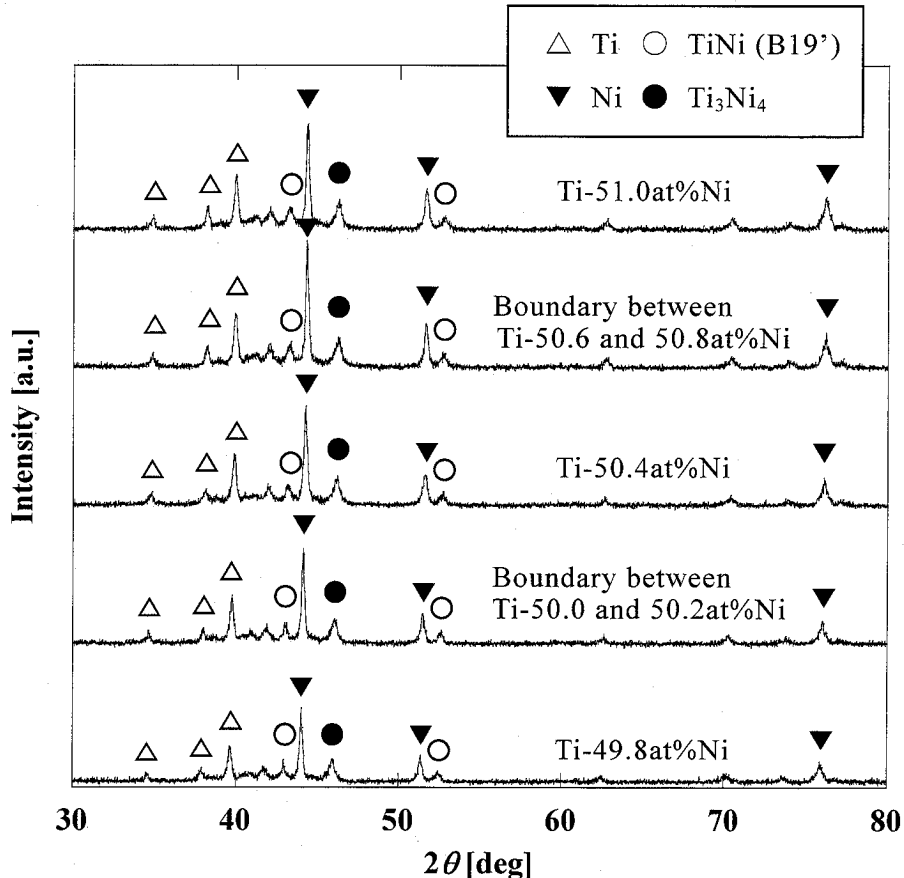 △ Ti ○ TiNi (B19’)
▼ Ni ● Ti₃Ni₄
Ti-51.0at%Ni
Boundary between
Ti-50.6 and 50.8at%Ni
Ti-50.4at%Ni
Boundary between
Ti-50.0 and 50.2at%Ni
Ti-49.8at%Ni
Intensity [a.u.]
30 40 50 60 70 80
2θ [deg]